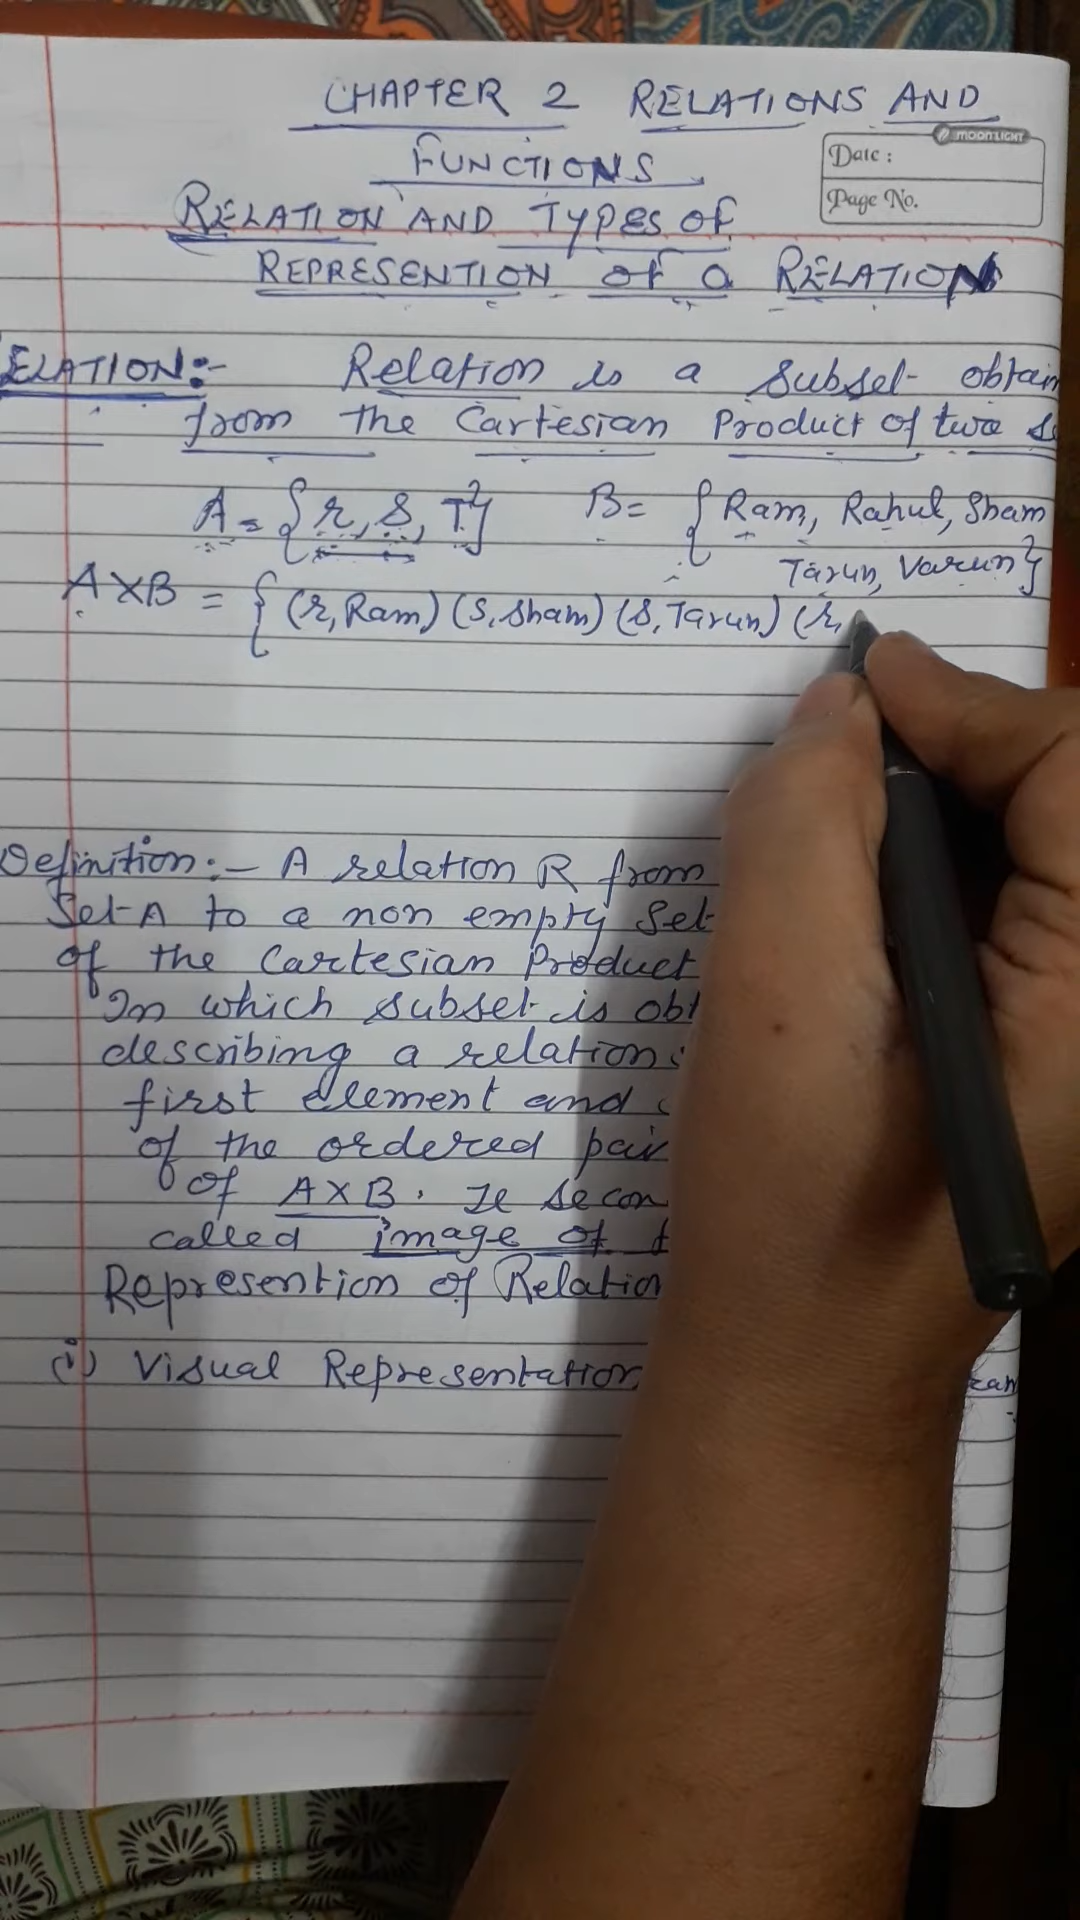 CHAPTER 2 RELATIONS AND
FUNCTIONS
MOONLIGHT
Date :
Page No.
RELATION AND TYPES OF
REPRESENTION OF a RELATION
ELATION:- Relation is a subset obtain
from the Cartesian Product of two s
A = {r, S, T} B = {Ram, Rahul, Sham
Tarun, Varun}
A×B = {(r, Ram) (S, Sham) (S, Tarun) (r,
Definition:- A relation R from
Set A to a non empty Set
of the Cartesian Product
In which subset is obt
describing a relation
first element and
of the ordered pair
of A×B. Ie secon
called image of
Represention of Relation
(i) Visual Representation